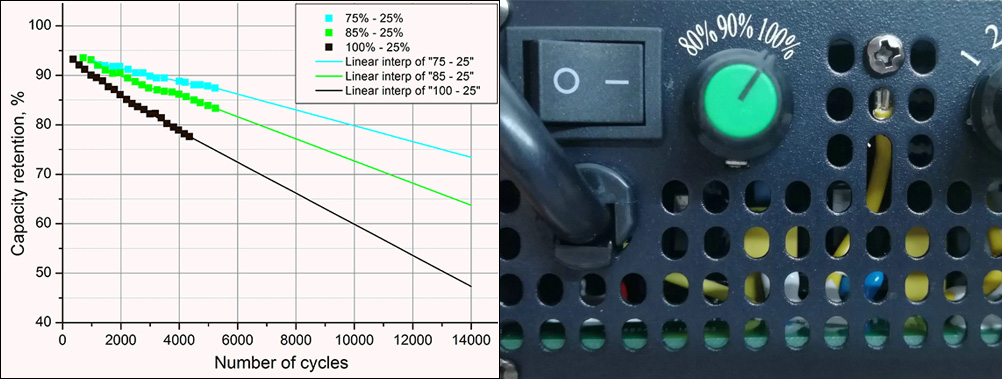 75% - 25%
85% - 25%
100% - 25%
Linear interp of "75 - 25"
Linear interp of "85 - 25"
Linear interp of "100 - 25"
100
90
80
70
60
50
40
Capacity retention, %
0 2000 4000 6000 8000 10000 12000 14000
Number of cycles
80% 90% 100%
O I
1 2